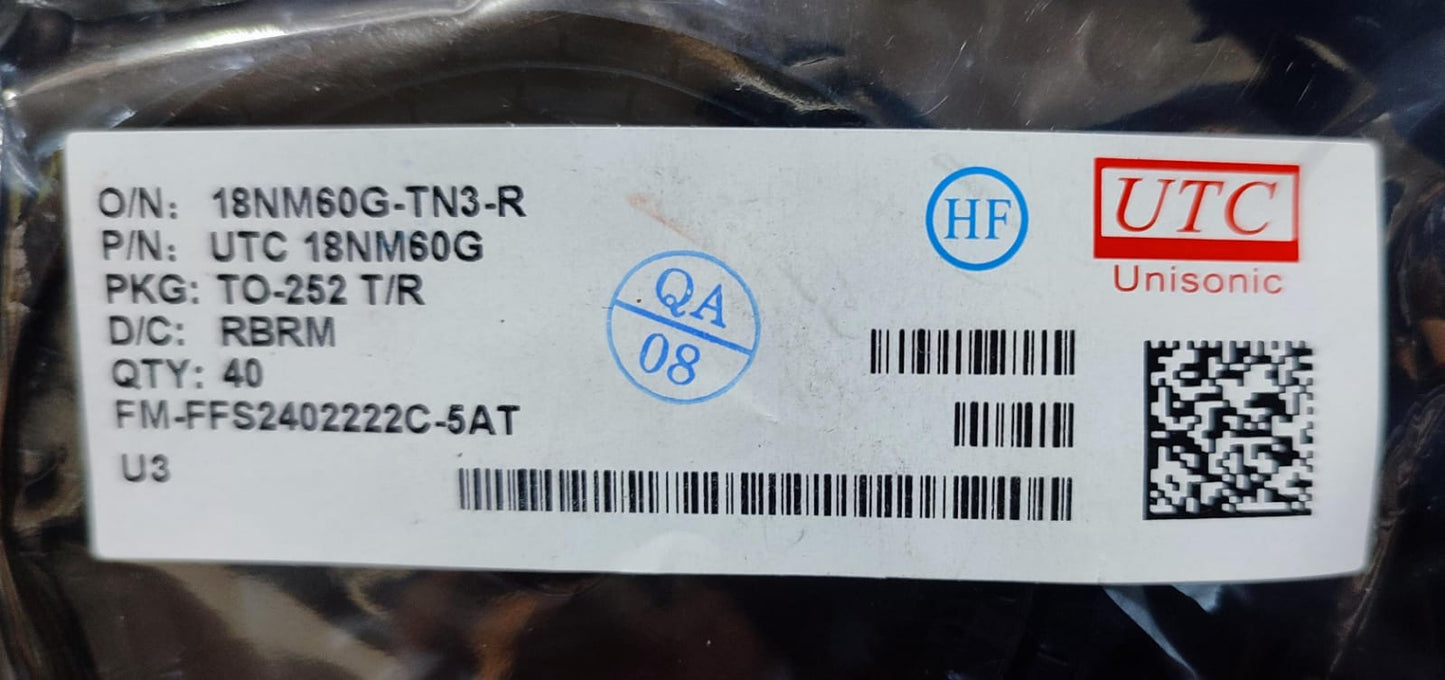 O/N: 18NM60G-TN3-R
P/N: UTC 18NM60G
PKG: TO-252 T/R
D/C: RBRM
QTY: 40
FM-FFS2402222C-5AT
U3
QA
08
HF
UTC
Unisonic